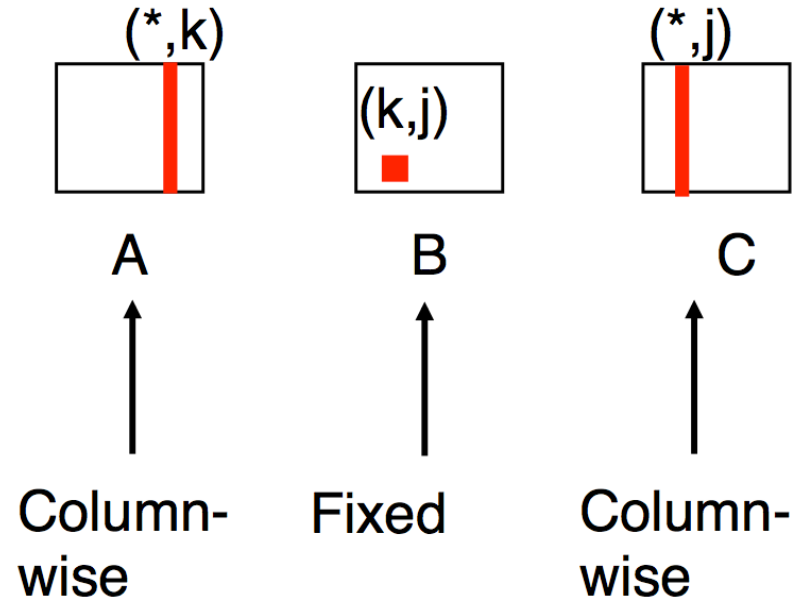 (*,k)
(*,j)
(k,j)
A
B
C
Column-
wise
Fixed
Column-
wise